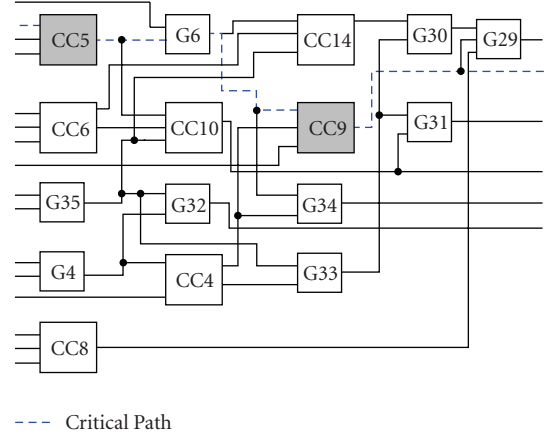 CC5
G6
CC14
G30
G29
CC6
CC10
CC9
G31
G35
G32
G34
G4
CC4
G33
CC8
Critical Path